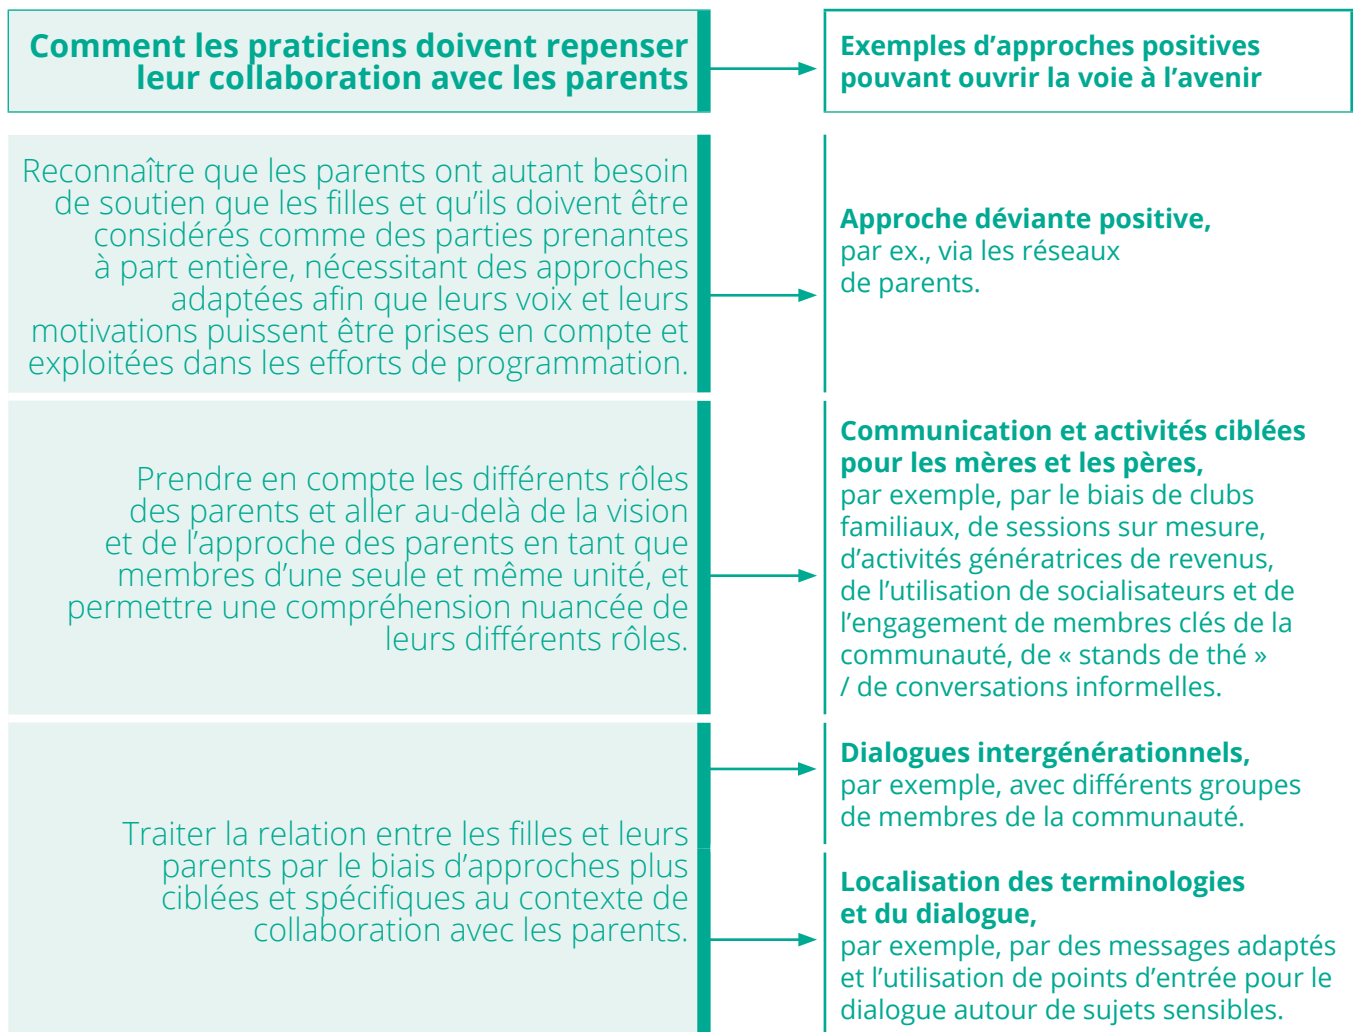 Comment les praticiens doivent repenser
leur collaboration avec les parents
Exemples d’approches positives
pouvant ouvrir la voie à l’avenir
Reconnaître que les parents ont autant besoin
de soutien que les filles et qu’ils doivent être
considérés comme des parties prenantes
à part entière, nécessitant des approches
adaptées afin que leurs voix et leurs
motivations puissent être prises en compte et
exploitées dans les efforts de programmation.
Approche déviante positive,
par ex., via les réseaux
de parents.
Prendre en compte les différents rôles
des parents et aller au-delà de la vision
et de l’approche des parents en tant que
membres d’une seule et même unité, et
permettre une compréhension nuancée de
leurs différents rôles.
Communication et activités ciblées
pour les mères et les pères,
par exemple, par le biais de clubs
familiaux, de sessions sur mesure,
d’activités génératrices de revenus,
de l’utilisation de socialisateurs et de
l’engagement de membres clés de la
communauté, de « stands de thé »
/ de conversations informelles.
Traiter la relation entre les filles et leurs
parents par le biais d’approches plus
ciblées et spécifiques au contexte de
collaboration avec les parents.
Dialogues intergénérationnels,
par exemple, avec différents groupes
de membres de la communauté.
Localisation des terminologies
et du dialogue,
par exemple, par des messages adaptés
et l’utilisation de points d’entrée pour le
dialogue autour de sujets sensibles.